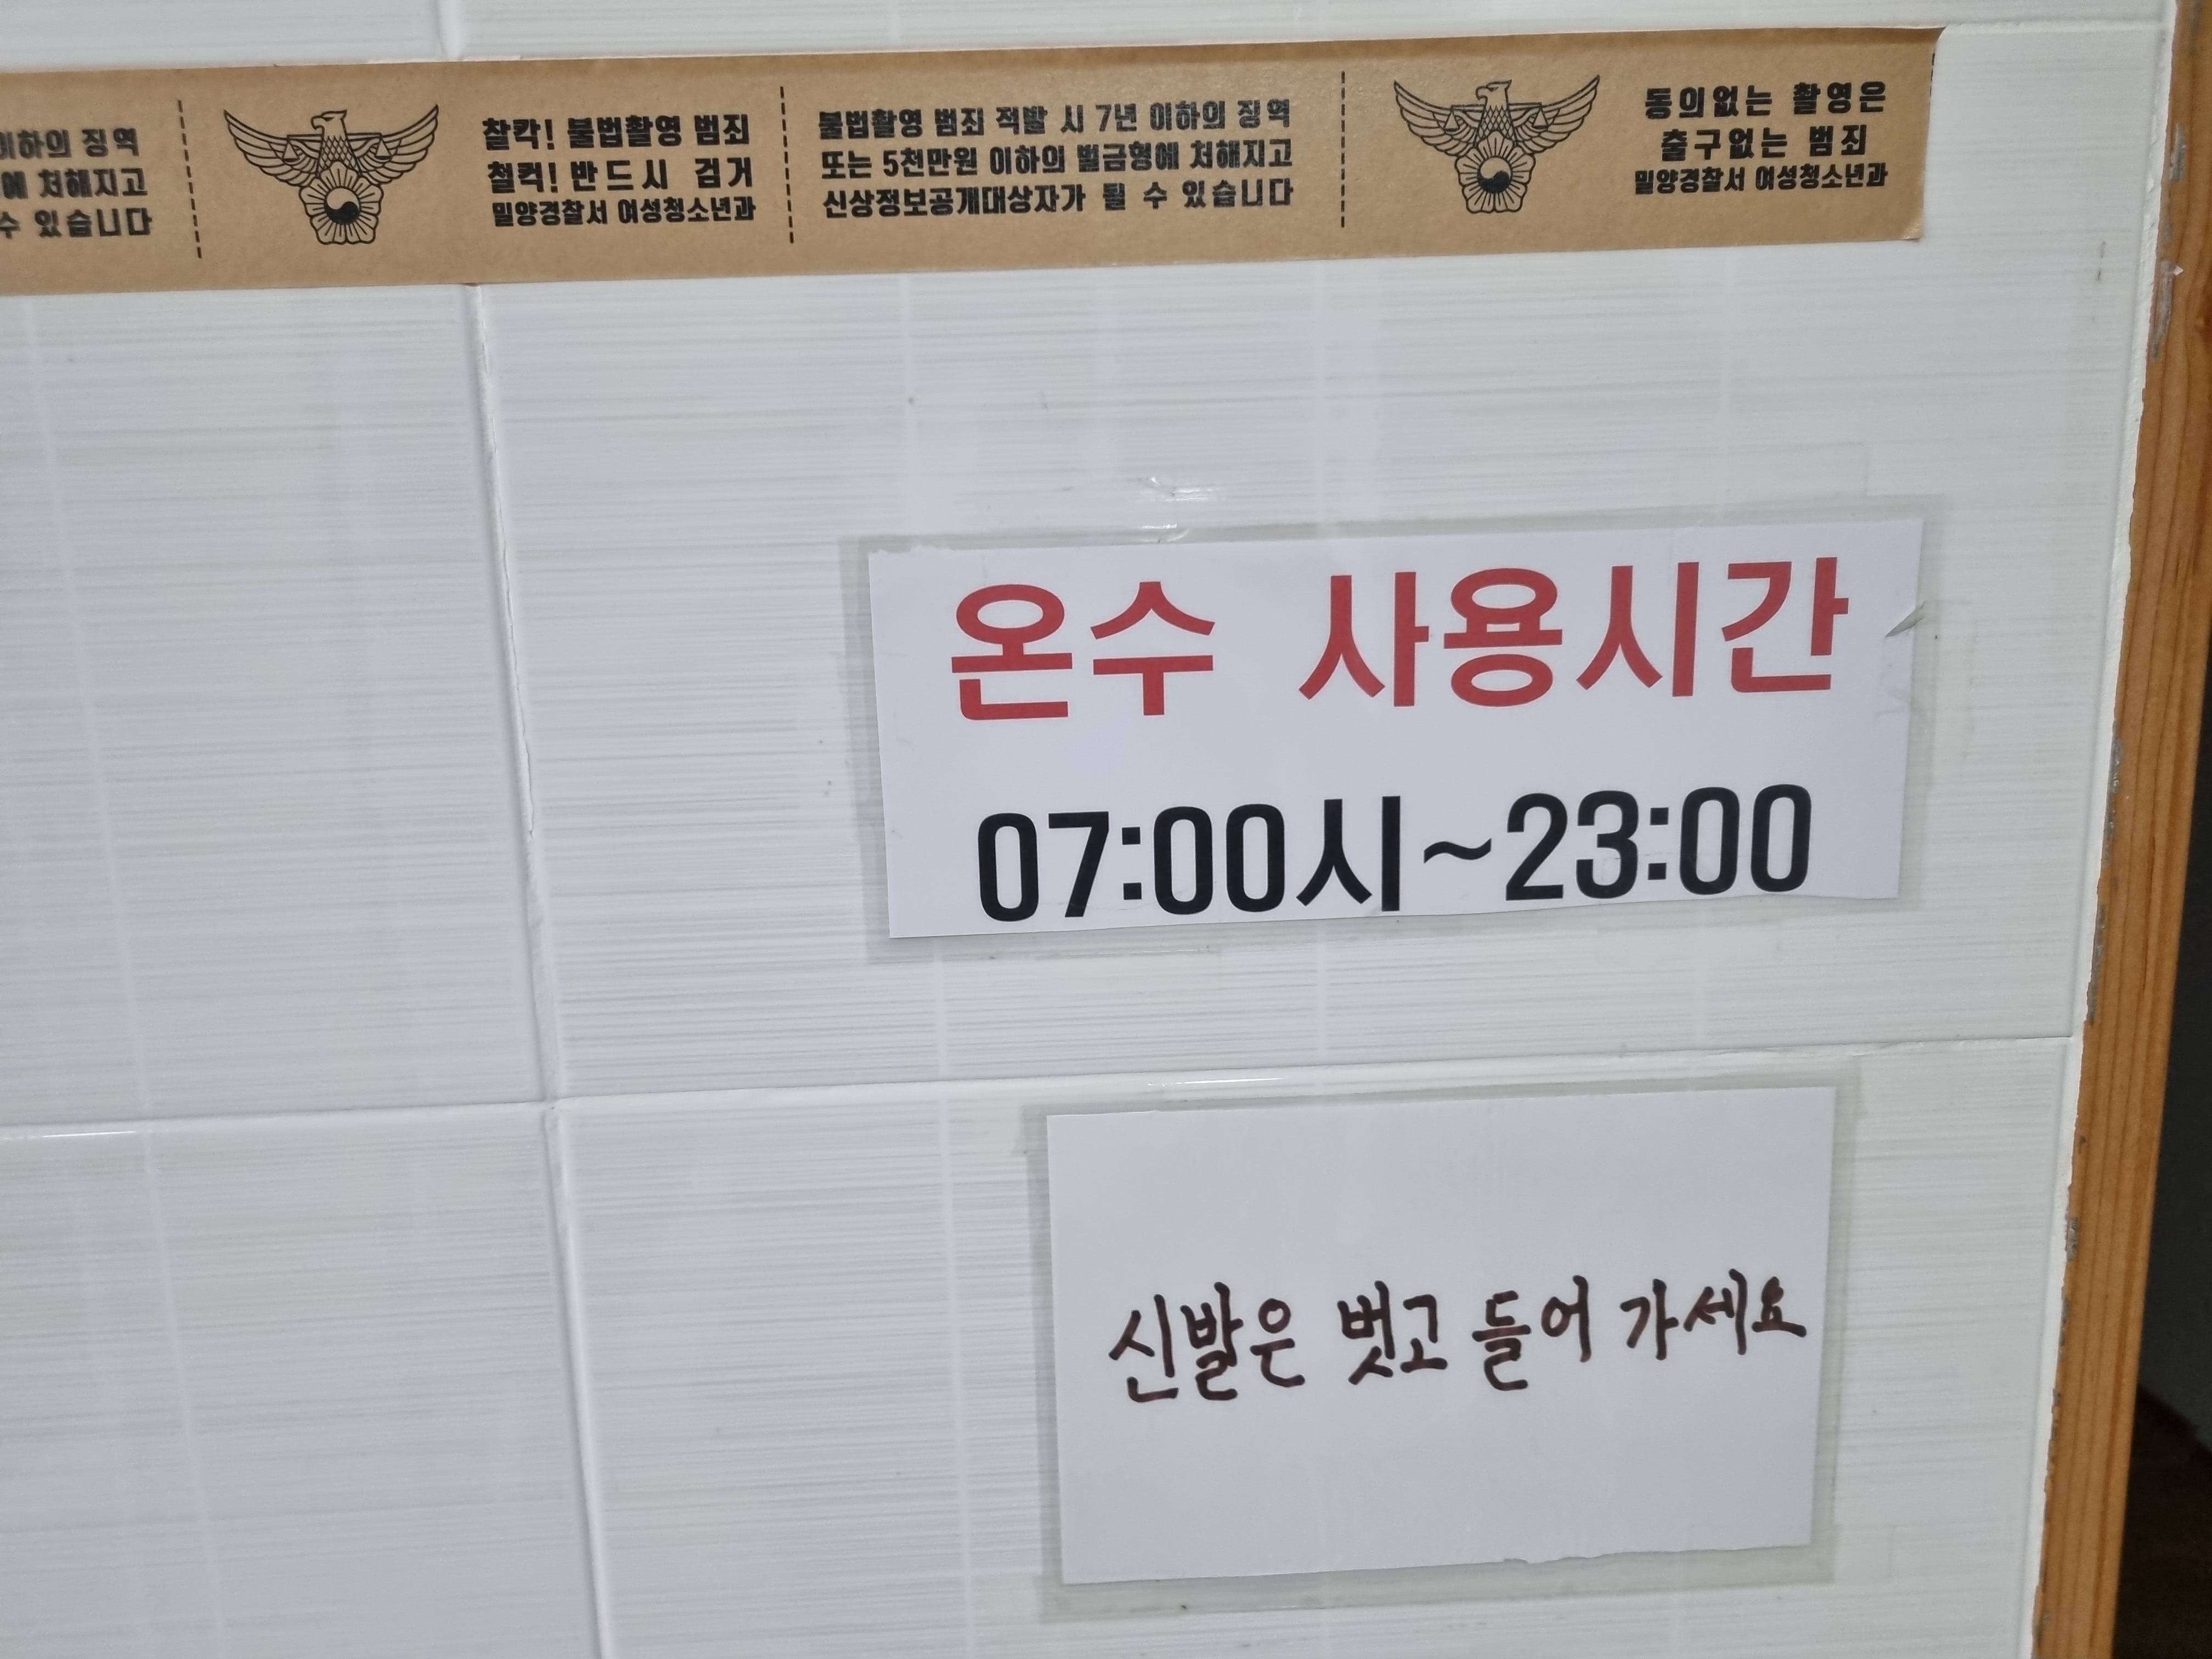 이하의 징역
에 처해지고
수 있습니다
찰칵! 불법촬영 범죄
철컥! 반드시 검거
밀양경찰서 여성청소년과
불법촬영 범죄 적발 시 7년 이하의 징역
또는 5천만원 이하의 벌금형에 처해지고
신상정보공개대상자가 될 수 있습니다
동의없는 촬영은
출구없는 범죄
밀양경찰서 여성청소년과
온수 사용시간
07:00시~23:00
신발은 벗고 들어 가세요